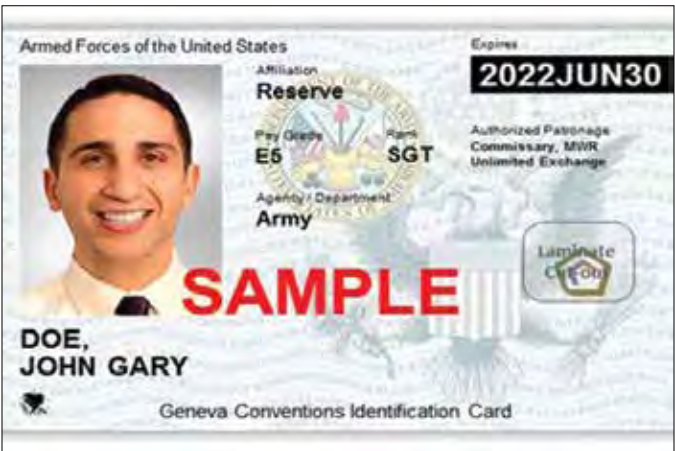 Armed Forces of the United States
Expires
2022JUN30
Affiliation
Reserve
Pay Grade Rank
E5 SGT
Authorized Patronage
Commissary, MWR
Unlimited Exchange
Agency / Department
Army
Laminate
SAMPLE
DOE,
JOHN GARY
Geneva Conventions Identification Card